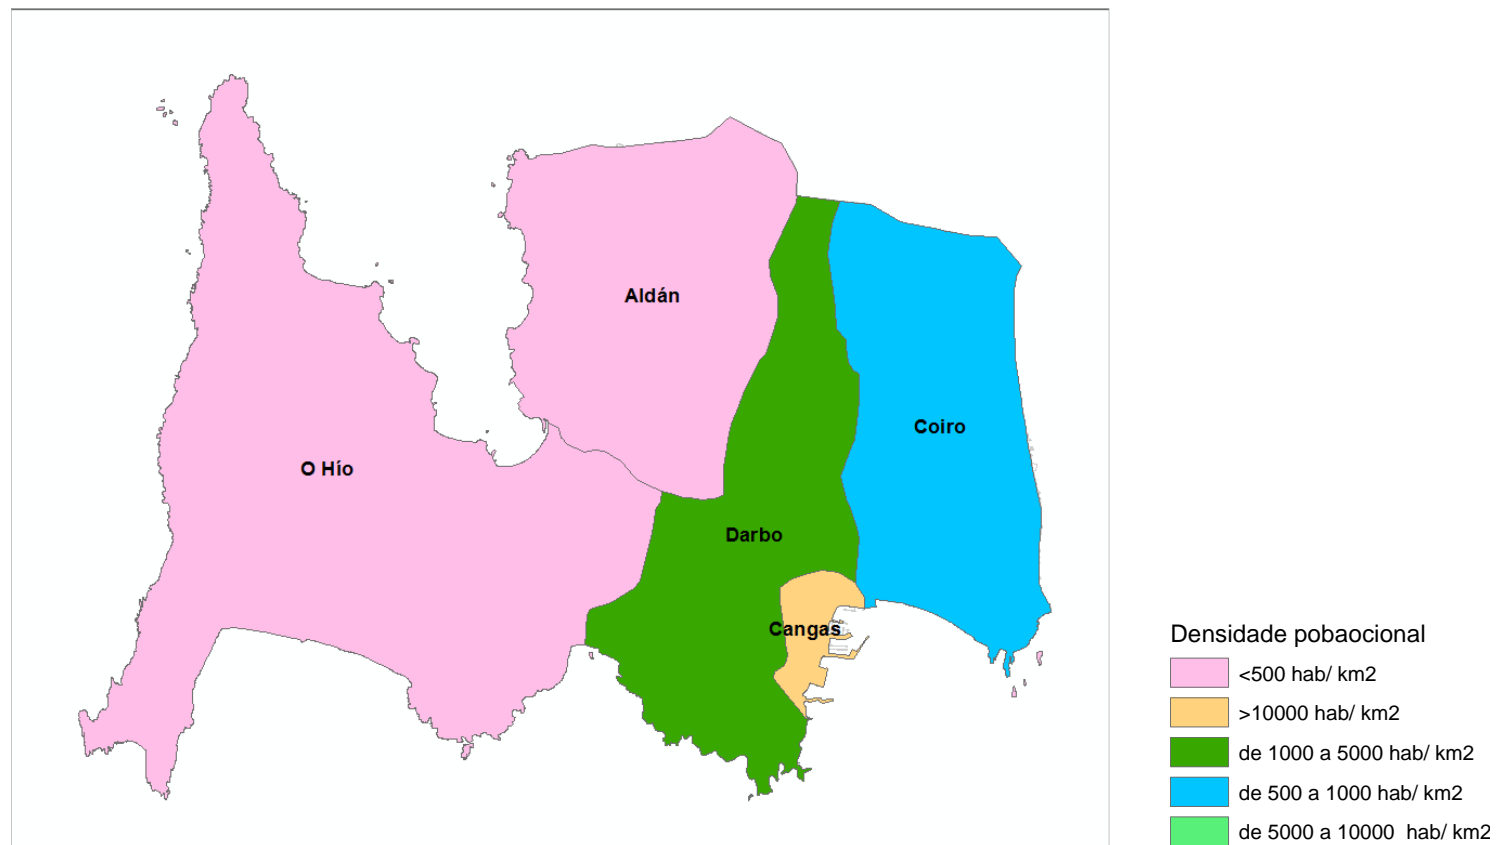 Aldán
Coiro
O Hío
Darbo
Cangas
Densidade pobaocional
<500 hab/ km2
>10000 hab/ km2
de 1000 a 5000 hab/ km2
de 500 a 1000 hab/ km2
de 5000 a 10000  hab/ km2